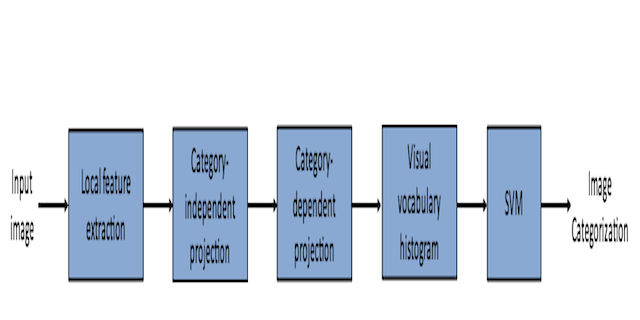 Input
image
Local feature
extraction
Category-
independent
projection
Category-
dependent
projection
Visual
vocabulary
histogram
SVM
Image
Categorization